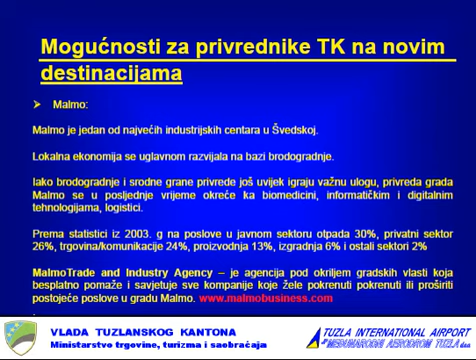 Mogućnosti za privrednike TK na novim
destinacijama
Malmo:
Malmo je jedan od najvećih industrijskih centara u Švedskoj.
Lokalna ekonomija se uglavnom razvijala na bazi brodogradnje.
Iako brodogradnje i srodne grane privrede još uvijek igraju važnu ulogu, privreda grada
Malmo se u posljednje vrijeme okreće ka biomedicini, informatičkim i digitalnim
tehnologijama, logistici.
Prema statistici iz 2003. g na poslove u javnom sektoru otpada 30%, privatni sektor
26%, trgovina/komunikacije 24%, proizvodnja 13%, izgradnja 6% i ostali sektori 2%
MalmoTrade and Industry Agency – je agencija pod okriljem gradskih vlasti koja
besplatno pomaže i savjetuje sve kompanije koje žele pokrenuti pokrenuti ili proširiti
postojeće poslove u gradu Malmo. www.malmobusiness.com
.
VLADA TUZLANSKOG KANTONA
Ministarstvo trgovine, turizma i saobraćaja
TUZLA INTERNATIONAL AIRPORT
"MEĐUNARODNI AERODROM TUZLA" d.o.o.